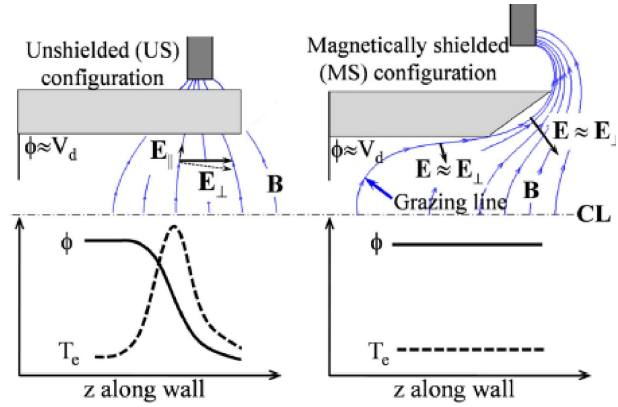 Unshielded (US)
configuration
Magnetically shielded
(MS) configuration
ϕ≈V_d
E_∥
E_⊥
B
ϕ≈V_d
E ≈ E_⊥
E ≈ E_⊥
Grazing line
B
CL
ϕ
T_e
z along wall
ϕ
T_e
z along wall